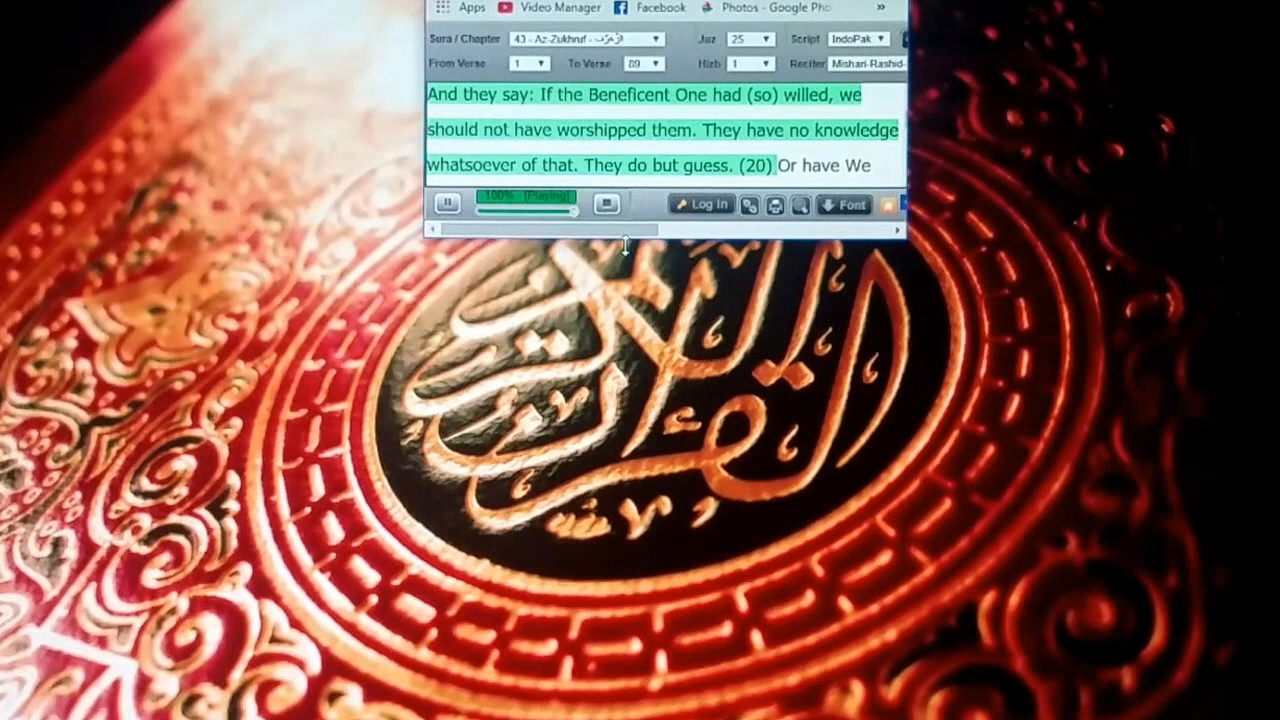 Apps Video Manager Facebook Photos - Google Pho »
Sura / Chapter 43 - Az-Zukhruf - الزخرف Juz 25 Script IndoPak
From Verse 1 To Verse 89 Hizb 1 Reciter Mishari-Rashid-
And they say: If the Beneficent One had (so) willed, we
should not have worshipped them. They have no knowledge
whatsoever of that. They do but guess. (20) Or have We
100% [Playing] Log In Font
القرآن الكريم